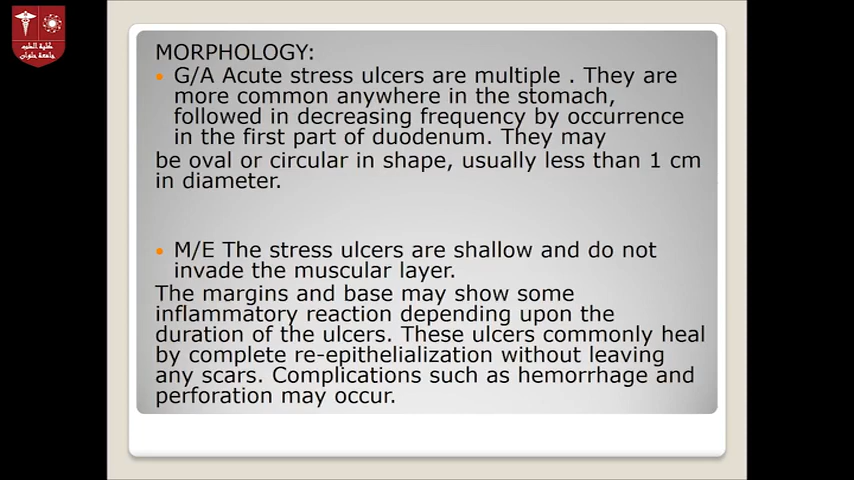 كلية الطب
جامعة حلوان
MORPHOLOGY:
• G/A Acute stress ulcers are multiple . They are
more common anywhere in the stomach,
followed in decreasing frequency by occurrence
in the first part of duodenum. They may
be oval or circular in shape, usually less than 1 cm
in diameter.
• M/E The stress ulcers are shallow and do not
invade the muscular layer.
The margins and base may show some
inflammatory reaction depending upon the
duration of the ulcers. These ulcers commonly heal
by complete re-epithelialization without leaving
any scars. Complications such as hemorrhage and
perforation may occur.